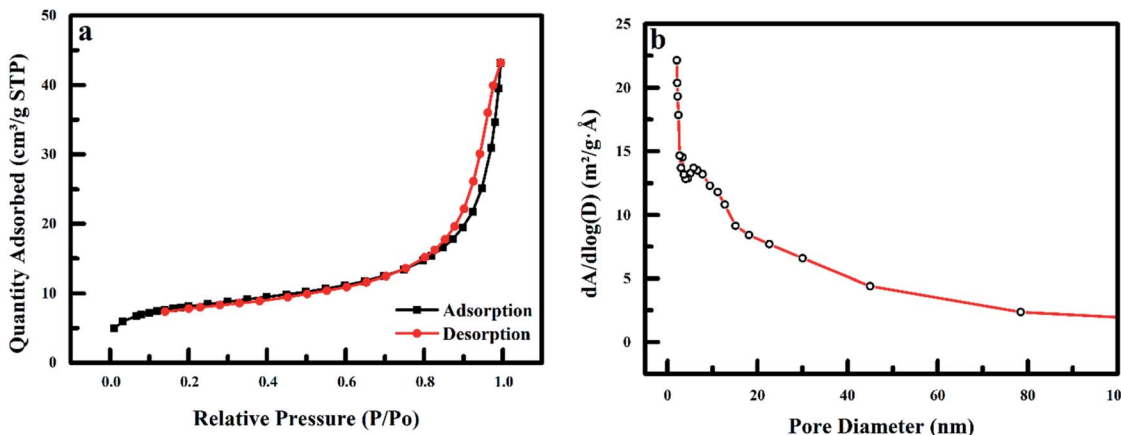 a
Quantity Adsorbed (cm³/g STP)
50
40
30
20
10
0
0.0 0.2 0.4 0.6 0.8 1.0
Adsorption
Desorption
Relative Pressure (P/Po)
b
dA/dlog(D) (m²/g·Å)
25
20
15
10
5
0
0 20 40 60 80 10
Pore Diameter (nm)